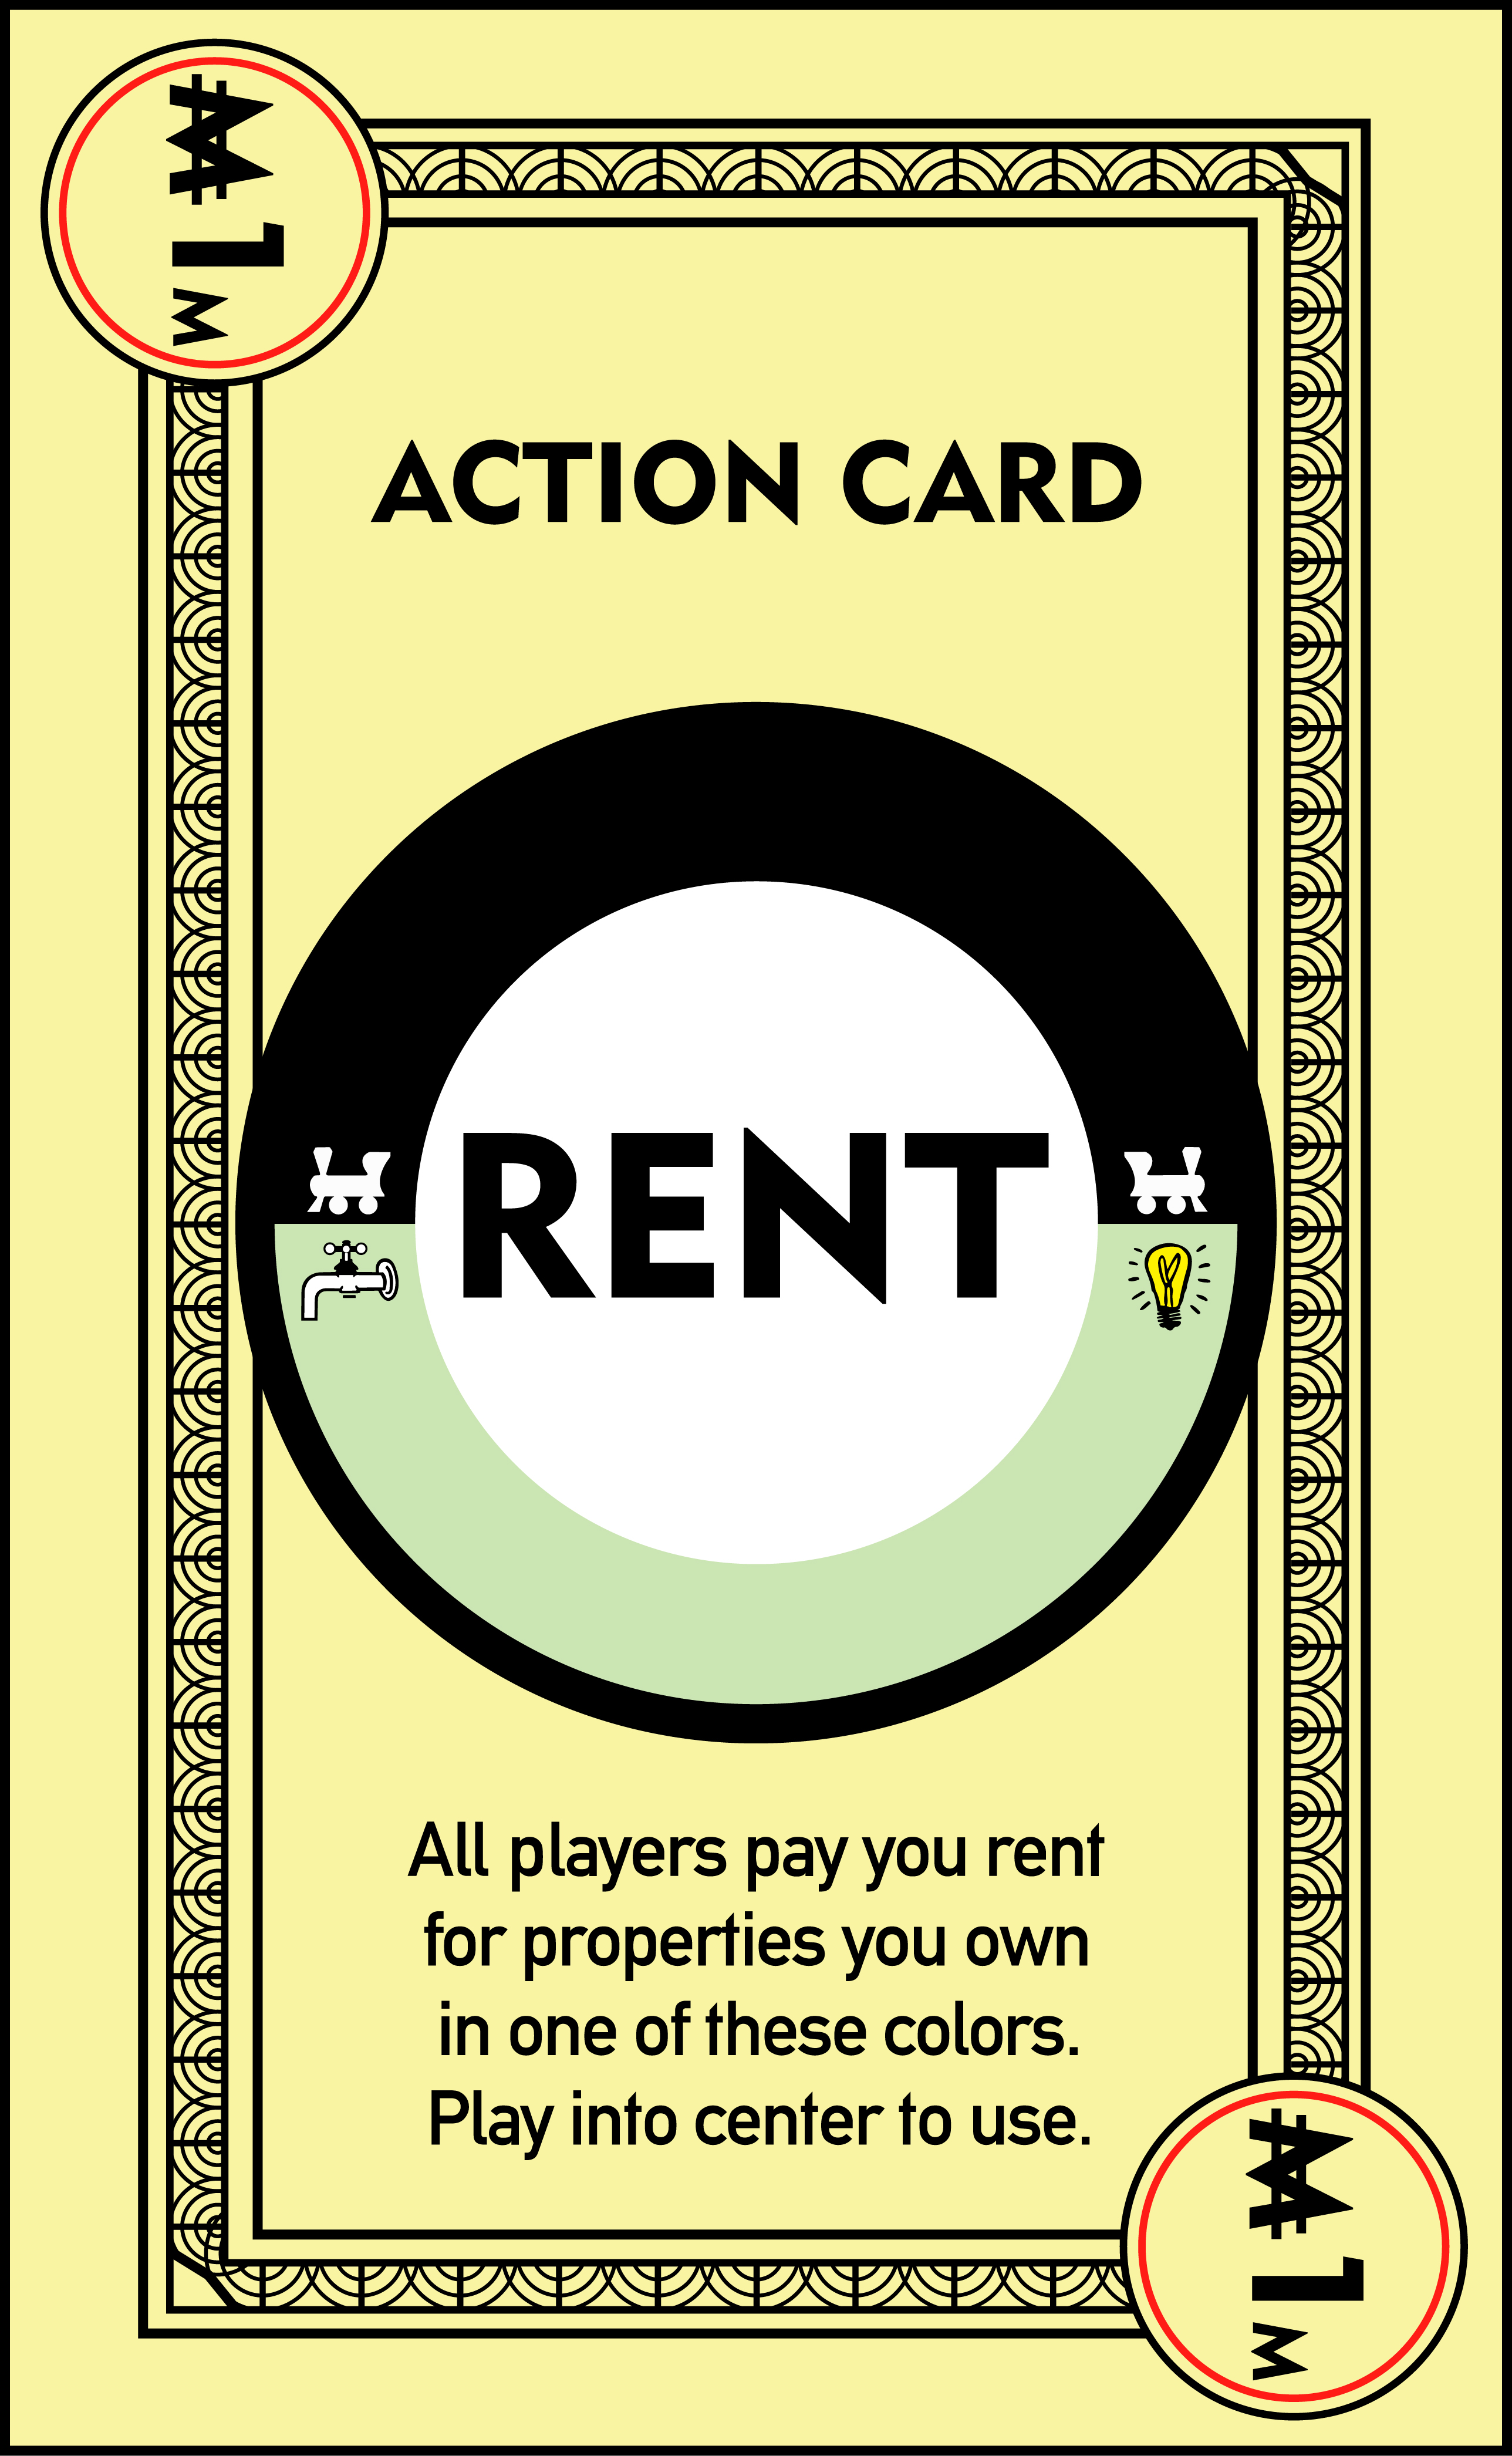 ₩1M
ACTION CARD
RENT
All players pay you rent
for properties you own
in one of these colors.
Play into center to use.
₩1M